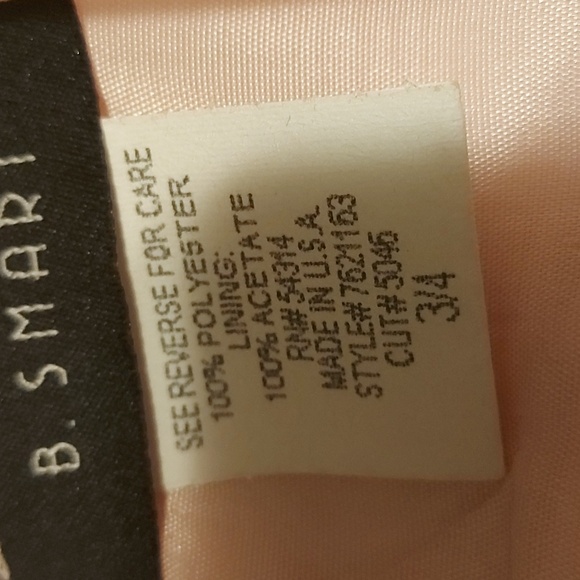 B. SMART
SEE REVERSE FOR CARE
100% POLYESTER
LINING:
100% ACETATE
RN# 54314
MADE IN U.S.A.
STYLE# 7621163
CUT# 5046
3/4